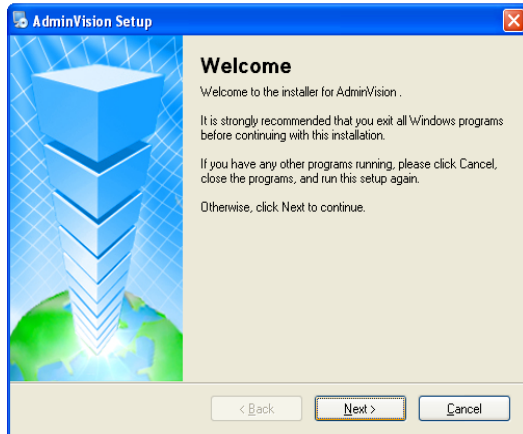 AdminVision Setup
Welcome
Welcome to the installer for AdminVision .
It is strongly recommended that you exit all Windows programs
before continuing with this installation.
If you have any other programs running, please click Cancel,
close the programs, and run this setup again.
Otherwise, click Next to continue.
< Back
Next >
Cancel